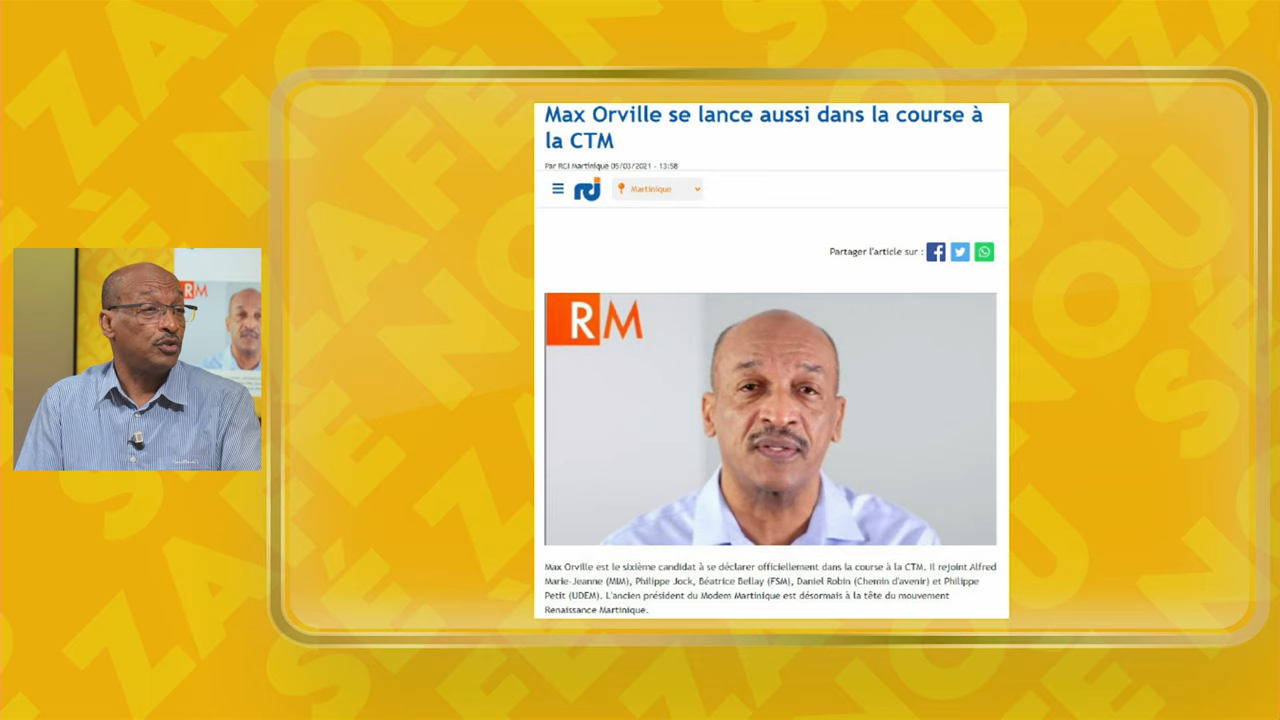 Max Orville se lance aussi dans la course à
la CTM
Par RCI Martinique 05/03/2021 - 13:58
rci
Martinique
Partager l'article sur :
RM
RM
Max Orville est le sixième candidat à se déclarer officiellement dans la course à la CTM. Il rejoint Alfred
Marie-Jeanne (MIM), Philippe Jock, Béatrice Bellay (FSM), Daniel Robin (Chemin d'avenir) et Philippe
Petit (UDEM). L'ancien président du Modem Martinique est désormais à la tête du mouvement
Renaissance Martinique.